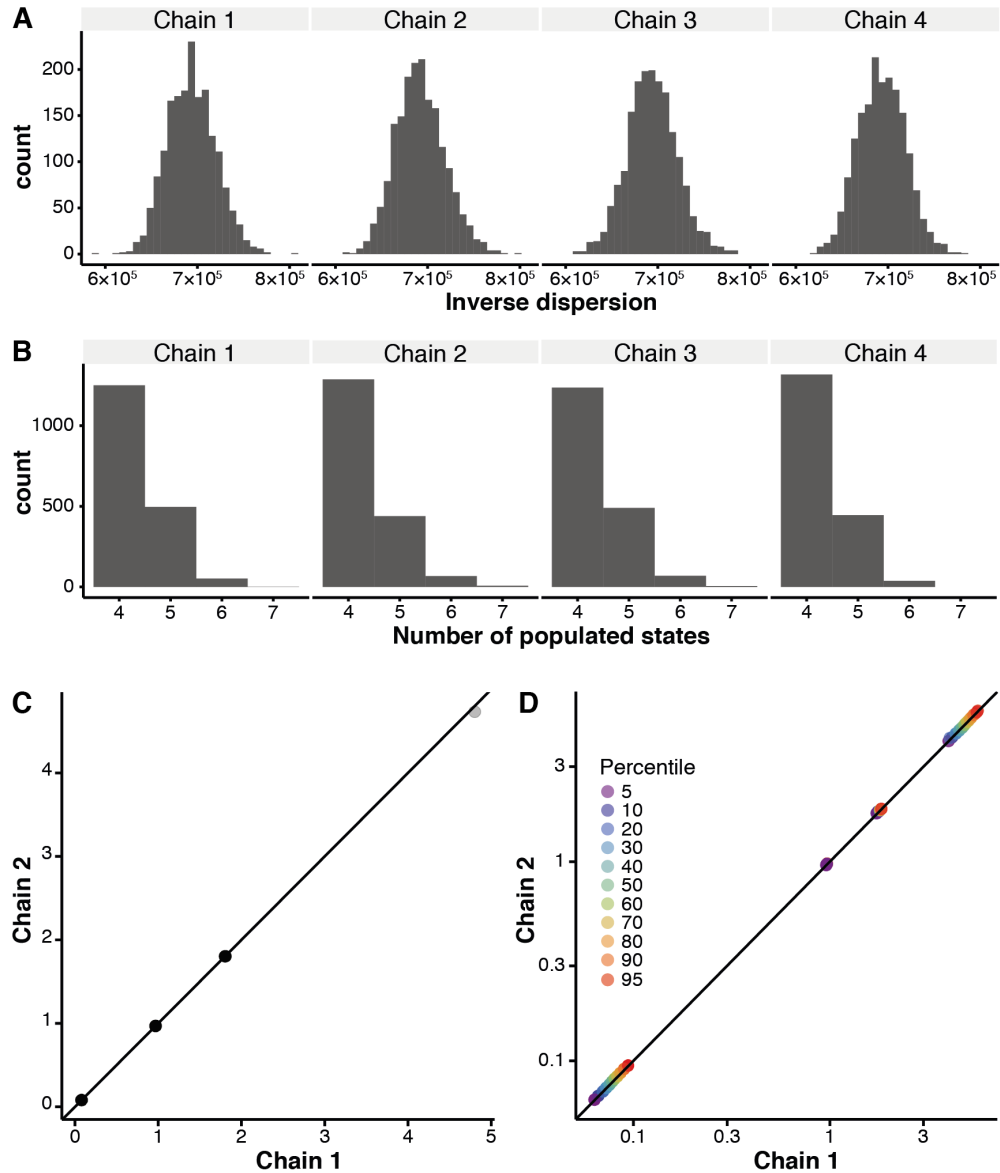 A
Chain 1 Chain 2 Chain 3 Chain 4
200
150
100
50
0
count
6×10⁵ 7×10⁵ 8×10⁵ 6×10⁵ 7×10⁵ 8×10⁵ 6×10⁵ 7×10⁵ 8×10⁵ 6×10⁵ 7×10⁵ 8×10⁵
Inverse dispersion
B
Chain 1 Chain 2 Chain 3 Chain 4
1000
500
0
count
4 5 6 7 4 5 6 7 4 5 6 7 4 5 6 7
Number of populated states
C
4
3
2
1
0
Chain 2
0 1 2 3 4 5
Chain 1
D
3
1
0.3
0.1
Chain 2
Percentile
5
10
20
30
40
50
60
70
80
90
95
0.1 0.3 1 3
Chain 1